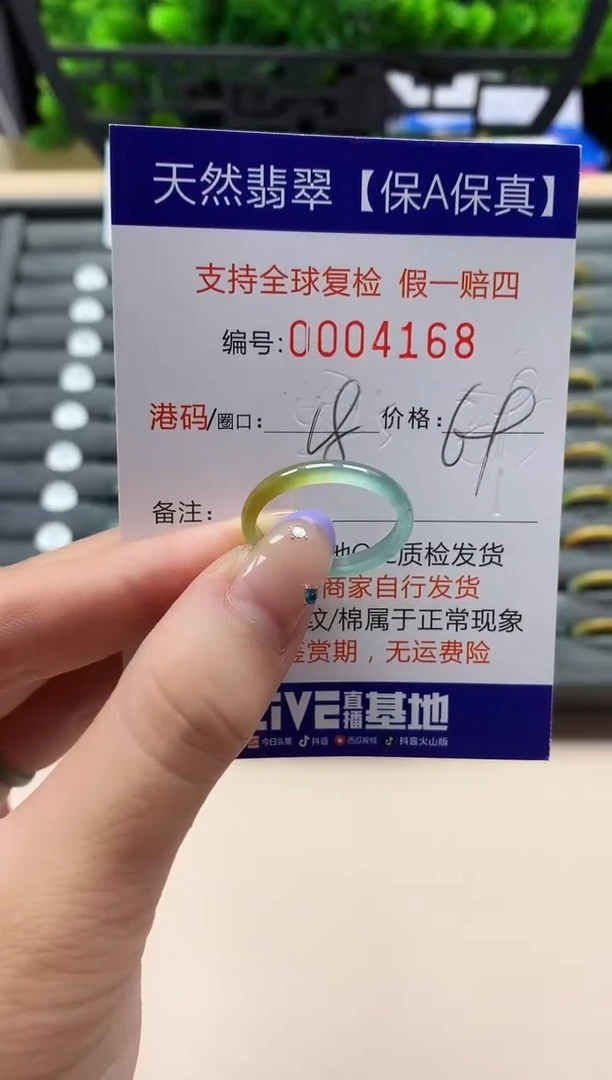 天然翡翠【保A保真】
支持全球复检 假一赔四
编号:0004168
港码/圈口: 价格:
备注:
质检发货
商家自行发货
纹/棉属于正常现象
赏期，无运费险
LIVE直播基地
今日头条 抖音 西瓜视频 抖音火山版